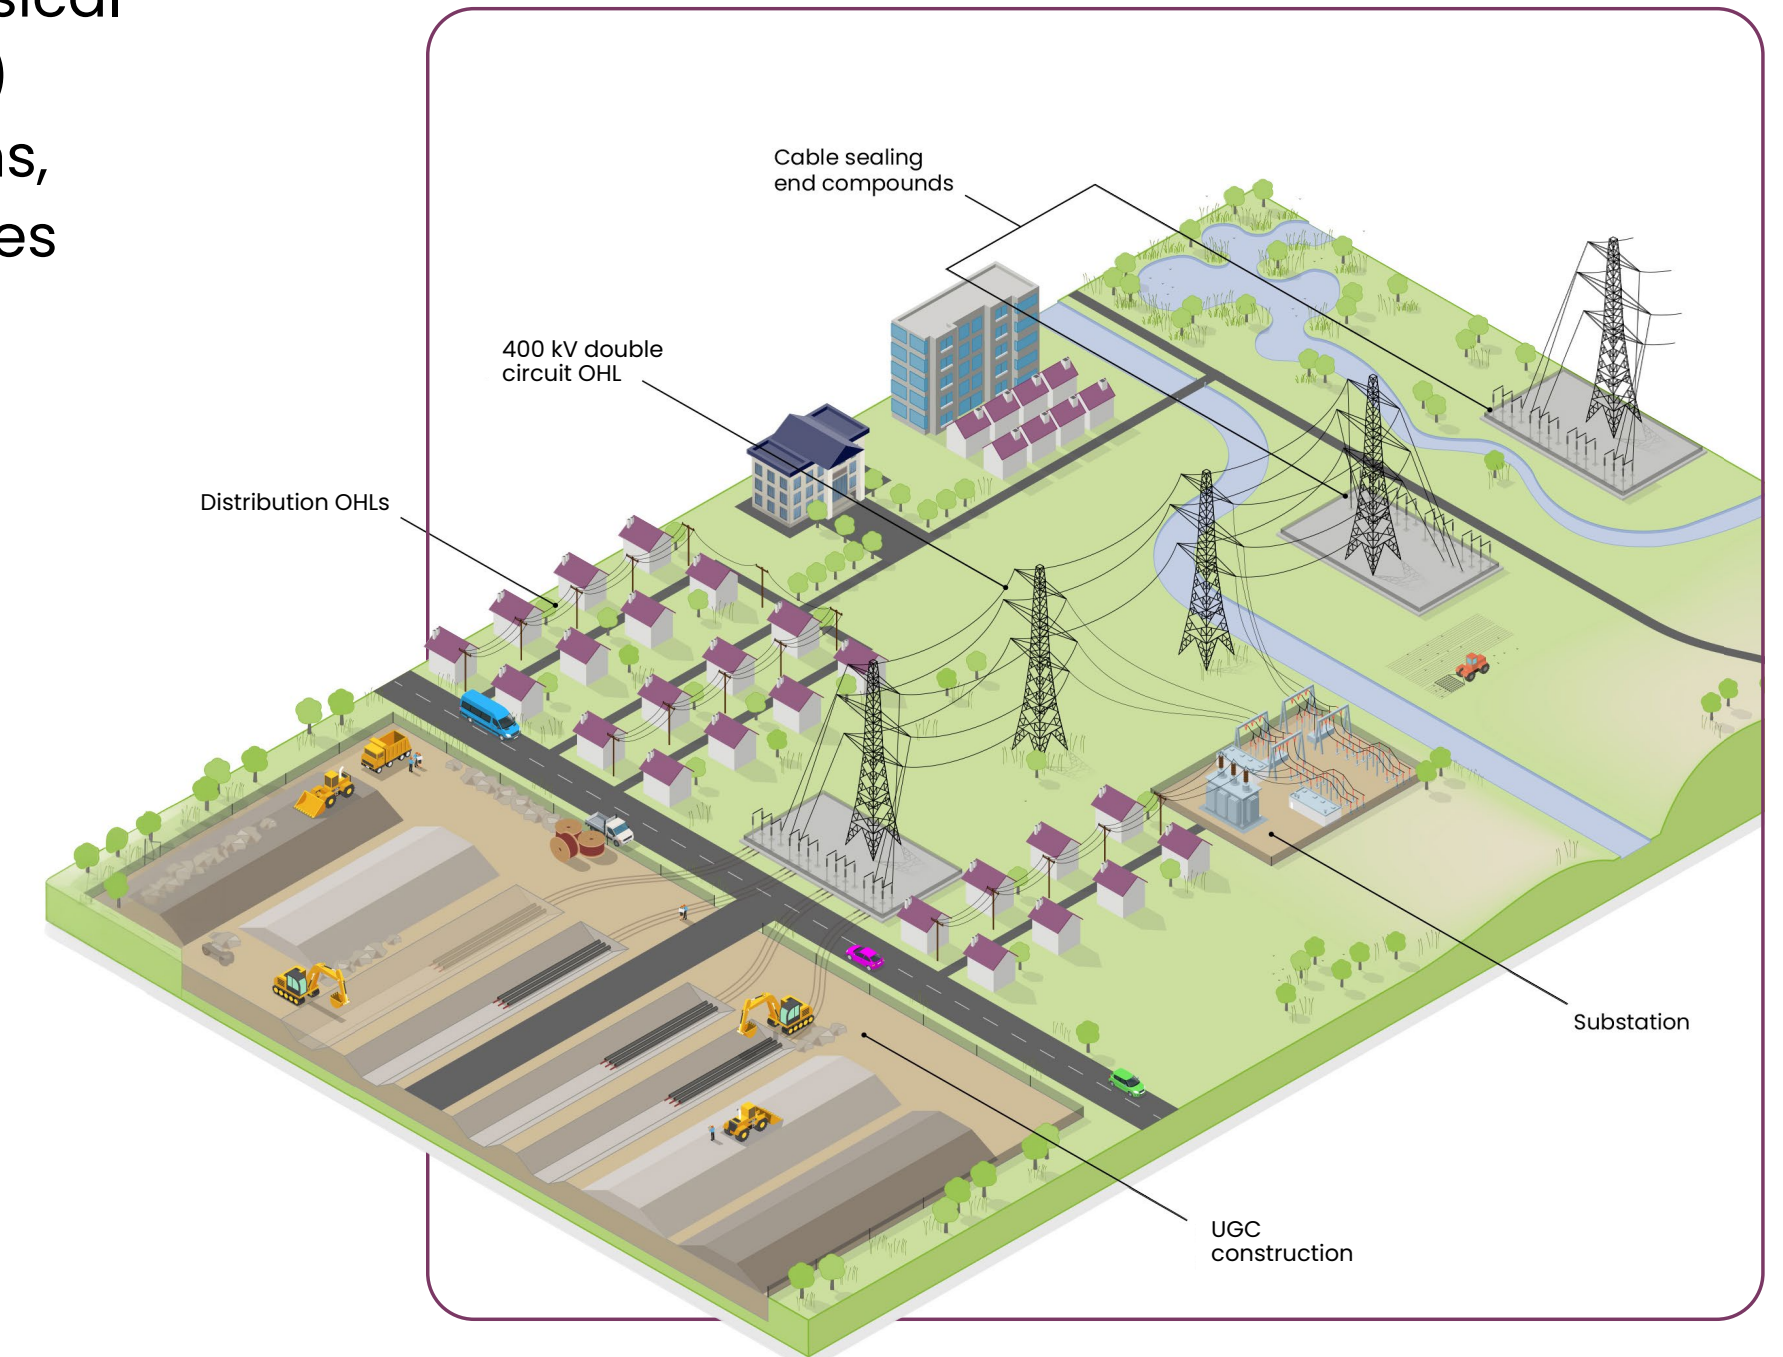 Cable sealing
end compounds
400 kV double
circuit OHL
Distribution OHLs
Substation
UGC
construction